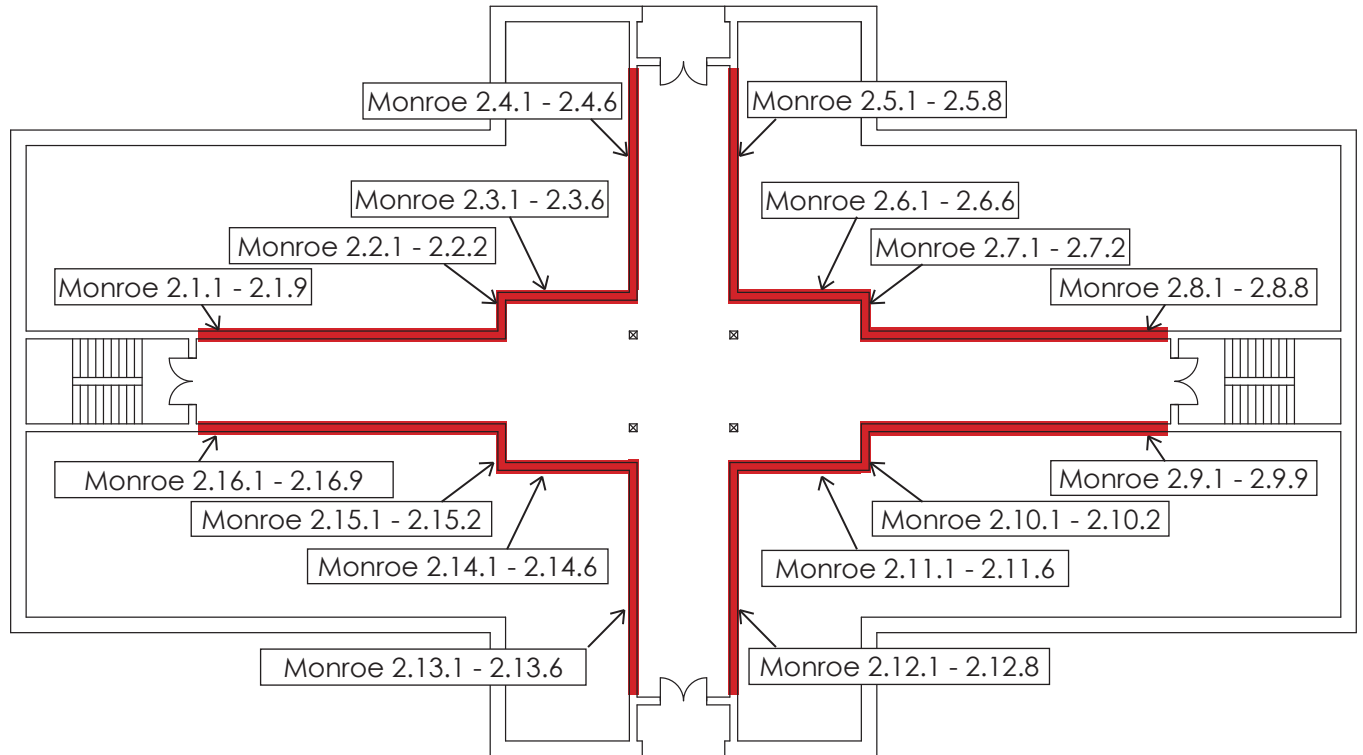 Monroe 2.4.1 - 2.4.6
Monroe 2.5.1 - 2.5.8
Monroe 2.3.1 - 2.3.6
Monroe 2.6.1 - 2.6.6
Monroe 2.2.1 - 2.2.2
Monroe 2.7.1 - 2.7.2
Monroe 2.1.1 - 2.1.9
Monroe 2.8.1 - 2.8.8
Monroe 2.16.1 - 2.16.9
Monroe 2.9.1 - 2.9.9
Monroe 2.15.1 - 2.15.2
Monroe 2.10.1 - 2.10.2
Monroe 2.14.1 - 2.14.6
Monroe 2.11.1 - 2.11.6
Monroe 2.13.1 - 2.13.6
Monroe 2.12.1 - 2.12.8